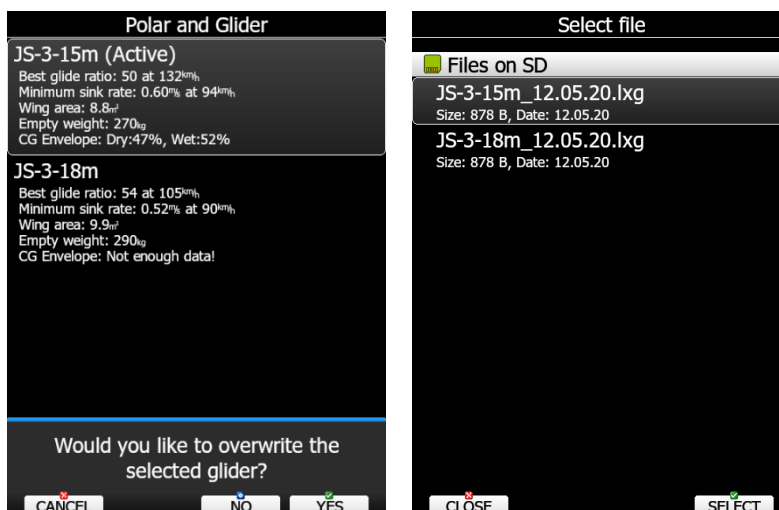 Polar and Glider
JS-3-15m (Active)
Best glide ratio: 50 at 132km/h
Minimum sink rate: 0.60m/s at 94km/h
Wing area: 8.8m²
Empty weight: 270kg
CG Envelope: Dry:47%, Wet:52%
JS-3-18m
Best glide ratio: 54 at 105km/h
Minimum sink rate: 0.52m/s at 90km/h
Wing area: 9.9m²
Empty weight: 290kg
CG Envelope: Not enough data!
Would you like to overwrite the
selected glider?
CANCEL NO YES
Select file
Files on SD
JS-3-15m_12.05.20.lxg
Size: 878 B, Date: 12.05.20
JS-3-18m_12.05.20.lxg
Size: 878 B, Date: 12.05.20
CLOSE SELECT